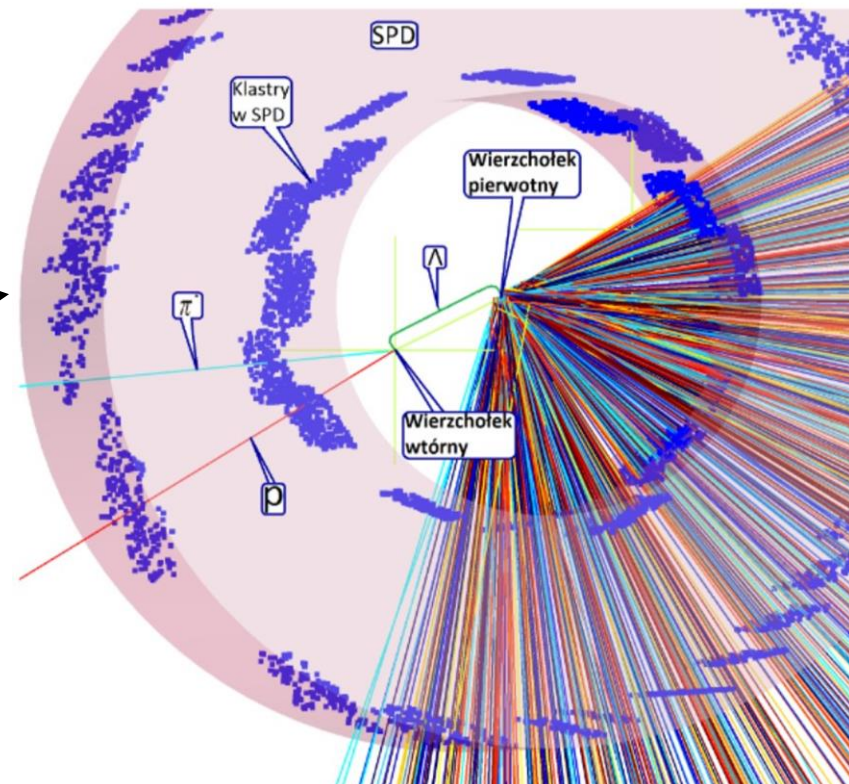 SPD
Klastry
w SPD
Wierzchołek
pierwotny
Λ
π⁻
Wierzchołek
wtórny
p